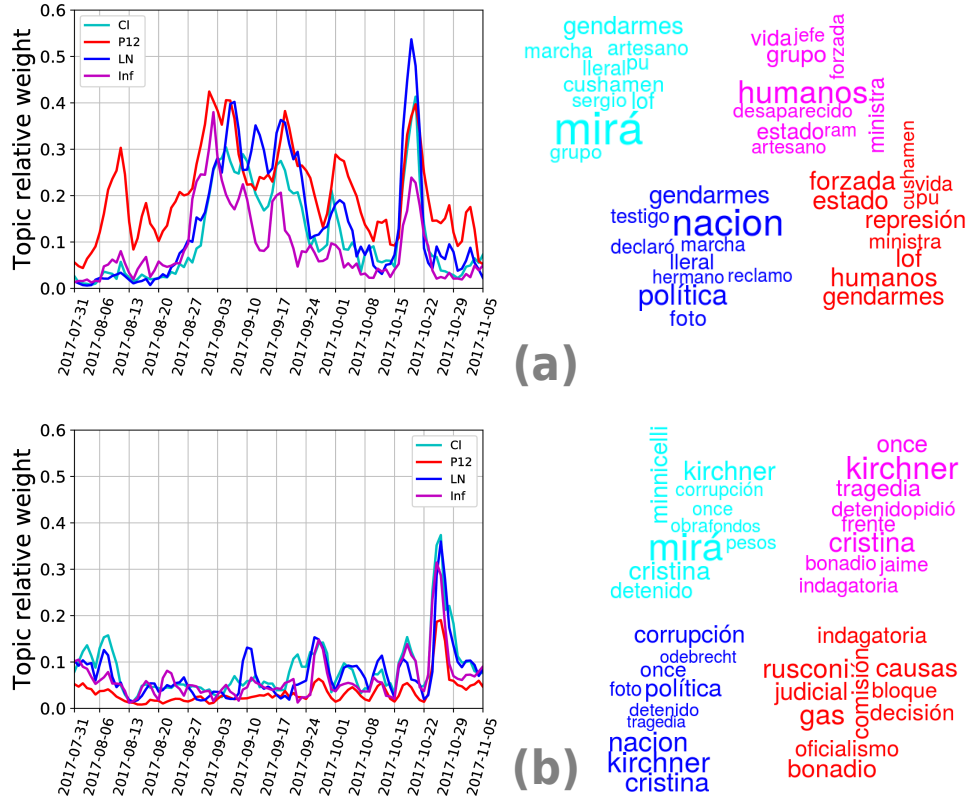 Topic relative weight
0.6
0.5
0.4
0.3
0.2
0.1
0.0
Cl
P12
LN
Inf
2017-07-31
2017-08-06
2017-08-13
2017-08-20
2017-08-27
2017-09-03
2017-09-10
2017-09-17
2017-09-24
2017-10-01
2017-10-08
2017-10-15
2017-10-22
2017-10-29
2017-11-05
gendarmes
marcha artesano
lleral pu
cushamen
sergio lof
mirá
grupo
vida jefe forzada
grupo
humanos
desaparecido
estado ram ministra
artesano
gendarmes
testigo nacion
declaró marcha
lleral
hermano reclamo
política
foto
forzada cushamen vida
estado pu
represión
ministra
lof
humanos
gendarmes
(a)
Topic relative weight
0.6
0.5
0.4
0.3
0.2
0.1
0.0
Cl
P12
LN
Inf
2017-07-31
2017-08-06
2017-08-13
2017-08-20
2017-08-27
2017-09-03
2017-09-10
2017-09-17
2017-09-24
2017-10-01
2017-10-08
2017-10-15
2017-10-22
2017-10-29
2017-11-05
minnicelli
kirchner
corrupción
once
obra fondos
mirá pesos
cristina
detenido
once
kirchner
tragedia
detenido pidió
frente
cristina
bonadio jaime
indagatoria
corrupción
odebrecht
once
foto política
detenido
tragedia
nacion
kirchner
cristina
indagatoria
rusconi causas
judicial comisión bloque
gas decisión
oficialismo
bonadio
(b)